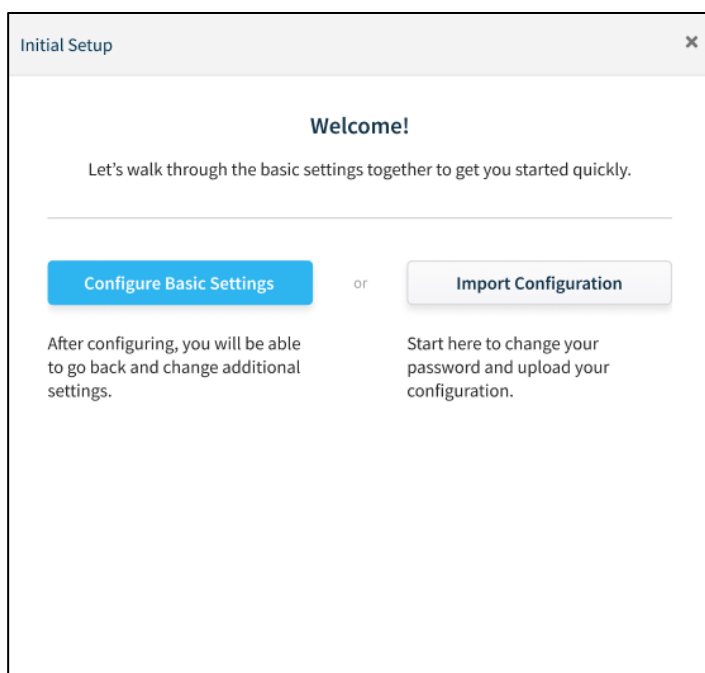 Initial Setup
Welcome!
Let’s walk through the basic settings together to get you started quickly.
Configure Basic Settings
or
Import Configuration
After configuring, you will be able
to go back and change additional
settings.
Start here to change your
password and upload your
configuration.